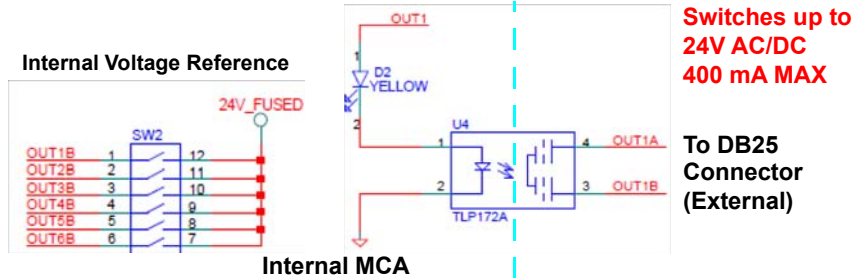 Internal Voltage Reference
24V_FUSED
SW2
OUT1B 1 12
OUT2B 2 11
OUT3B 3 10
OUT4B 4 9
OUT5B 5 8
OUT6B 6 7
OUT1
1
D2
YELLOW
2
U4
1 4 OUT1A
2 3 OUT1B
TLP172A
Switches up to
24V AC/DC
400 mA MAX
To DB25
Connector
(External)
Internal MCA